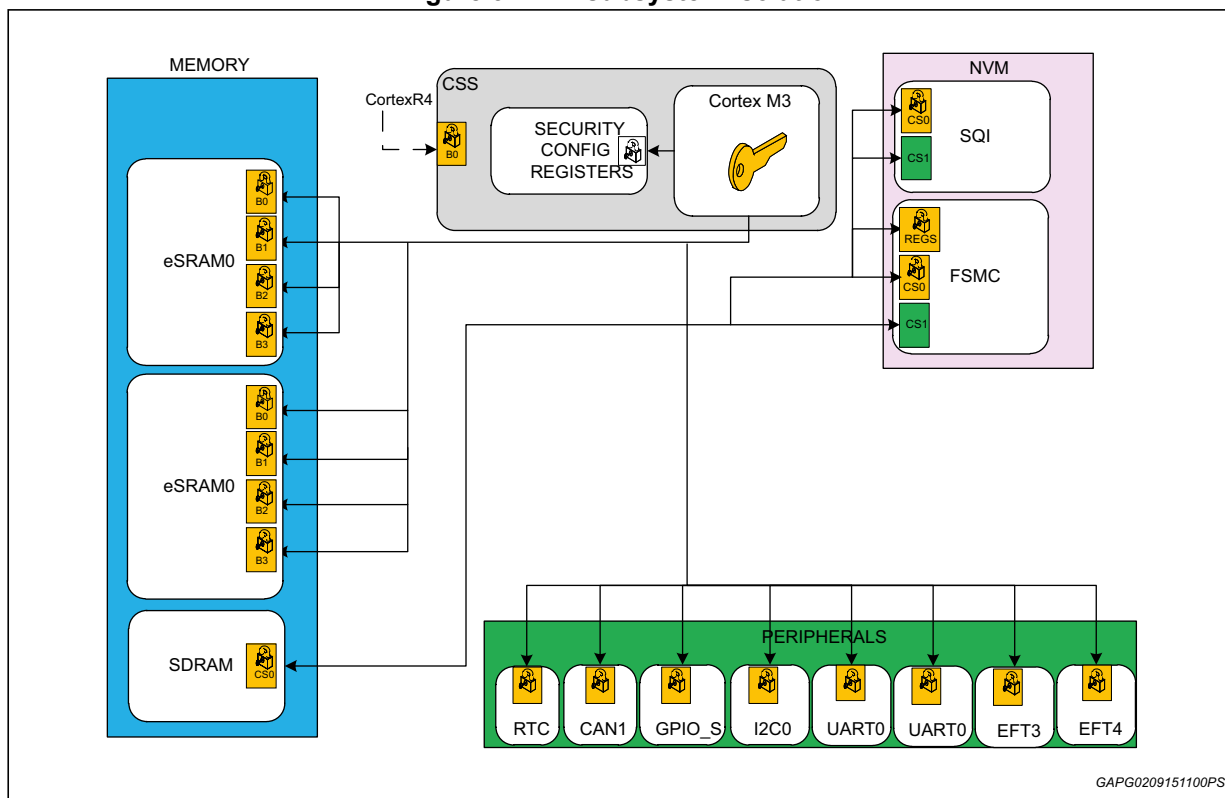 MEMORY
eSRAM0
B0
B1
B2
B3
eSRAM0
B0
B1
B2
B3
SDRAM
CS0
CortexR4
CSS
B0
SECURITY
CONFIG
REGISTERS
Cortex M3
NVM
CS0
SQI
CS1
REGS
FSMC
CS0
CS1
PERIPHERALS
RTC
CAN1
GPIO_S
I2C0
UART0
UART0
EFT3
EFT4
GAPG0209151100PS